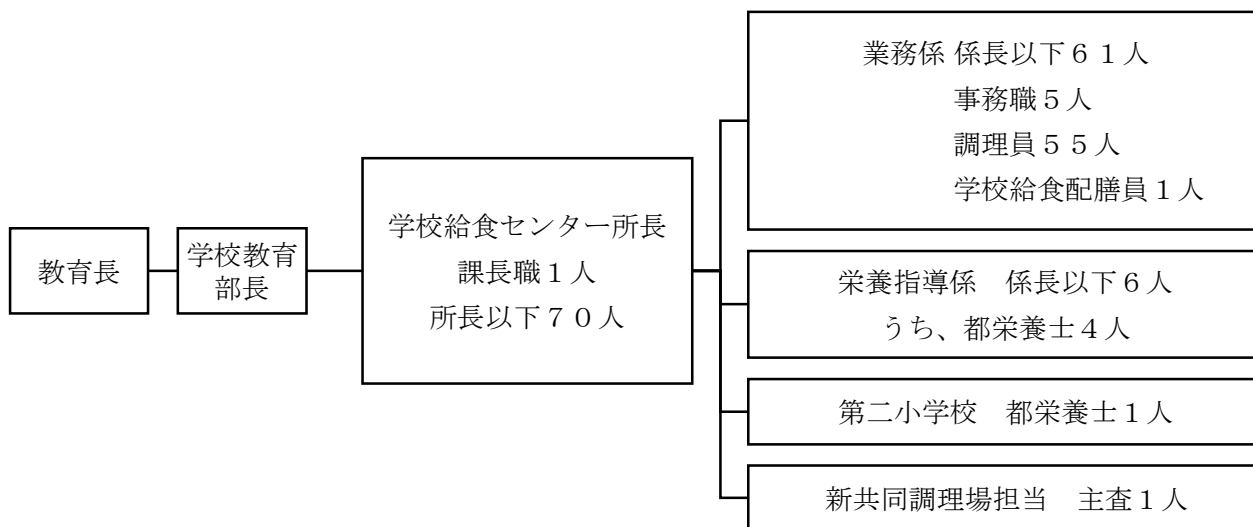 教育長
学校教育
部長
学校給食センター所長
課長職１人
所長以下７０人
業務係 係長以下６１人
事務職５人
調理員５５人
学校給食配膳員１人
栄養指導係　係長以下６人
うち、都栄養士４人
第二小学校　都栄養士１人
新共同調理場担当　主査１人